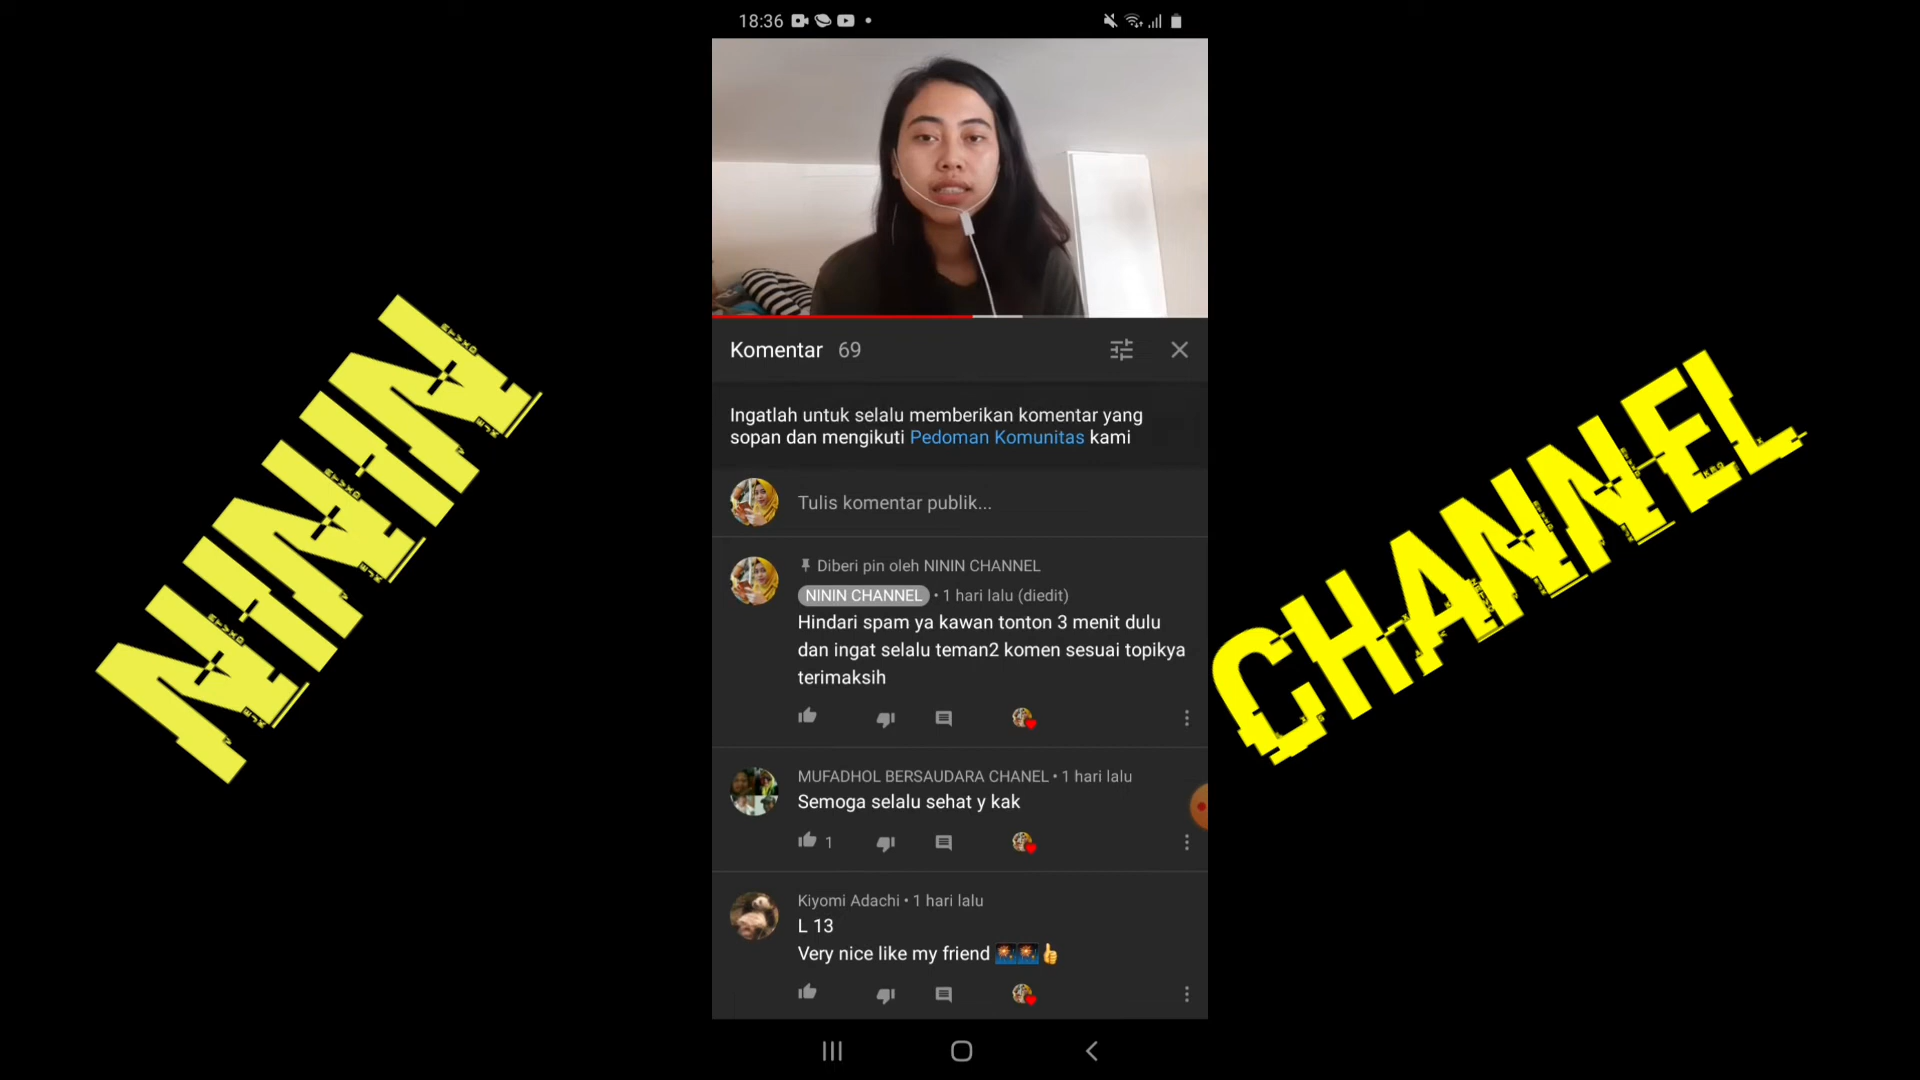 18:36
NININ
CHANNEL
Komentar 69
Ingatlah untuk selalu memberikan komentar yang
sopan dan mengikuti Pedoman Komunitas kami
Tulis komentar publik...
Diberi pin oleh NININ CHANNEL
NININ CHANNEL • 1 hari lalu (diedit)
Hindari spam ya kawan tonton 3 menit dulu
dan ingat selalu teman2 komen sesuai topikya
terimaksih
MUFADHOL BERSAUDARA CHANEL • 1 hari lalu
Semoga selalu sehat y kak
1
Kiyomi Adachi • 1 hari lalu
L 13
Very nice like my friend 🎆🎆👍